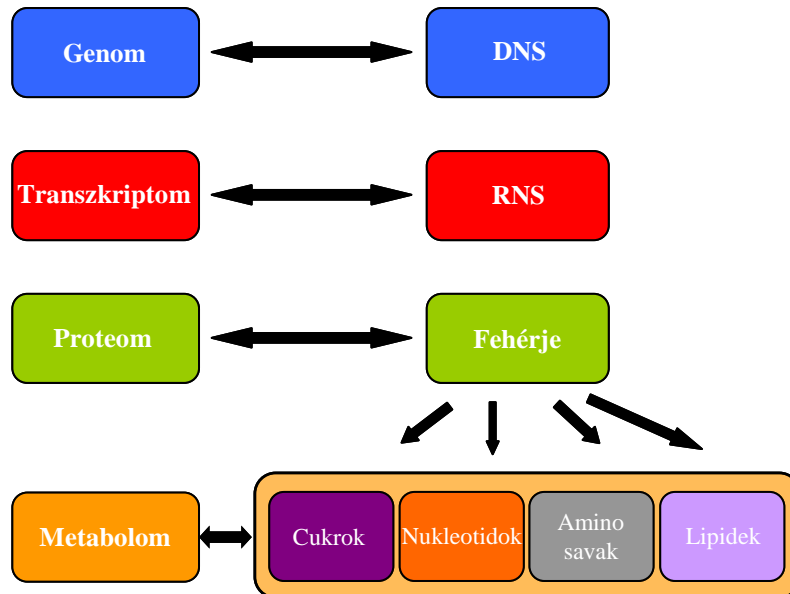 Genom
DNS
Transzkriptom
RNS
Proteom
Fehérje
Metabolom
Cukrok
Nukleotidok
Amino
savak
Lipidek